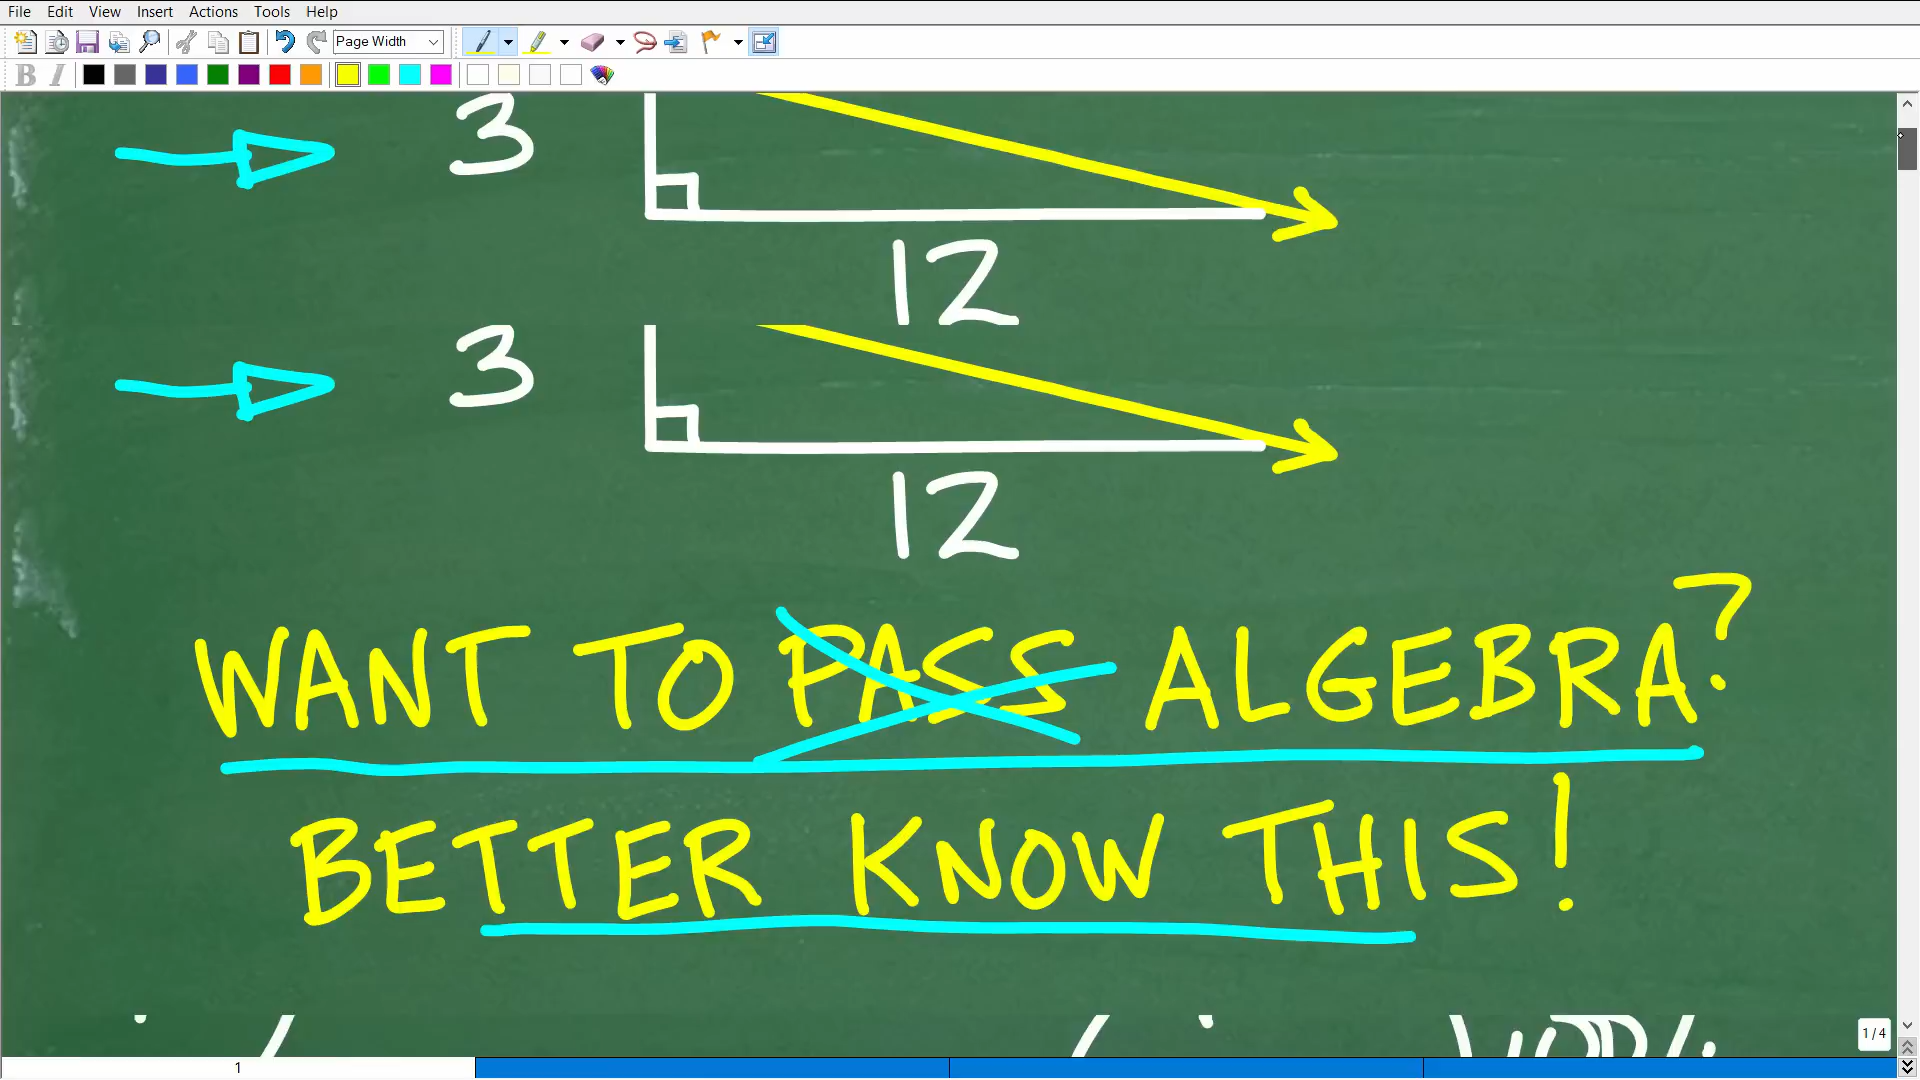 File Edit View Insert Actions Tools Help
Page Width
B I
3
12
3
12
WANT TO PASS ALGEBRA?
BETTER KNOW THIS!
1 / 4
1